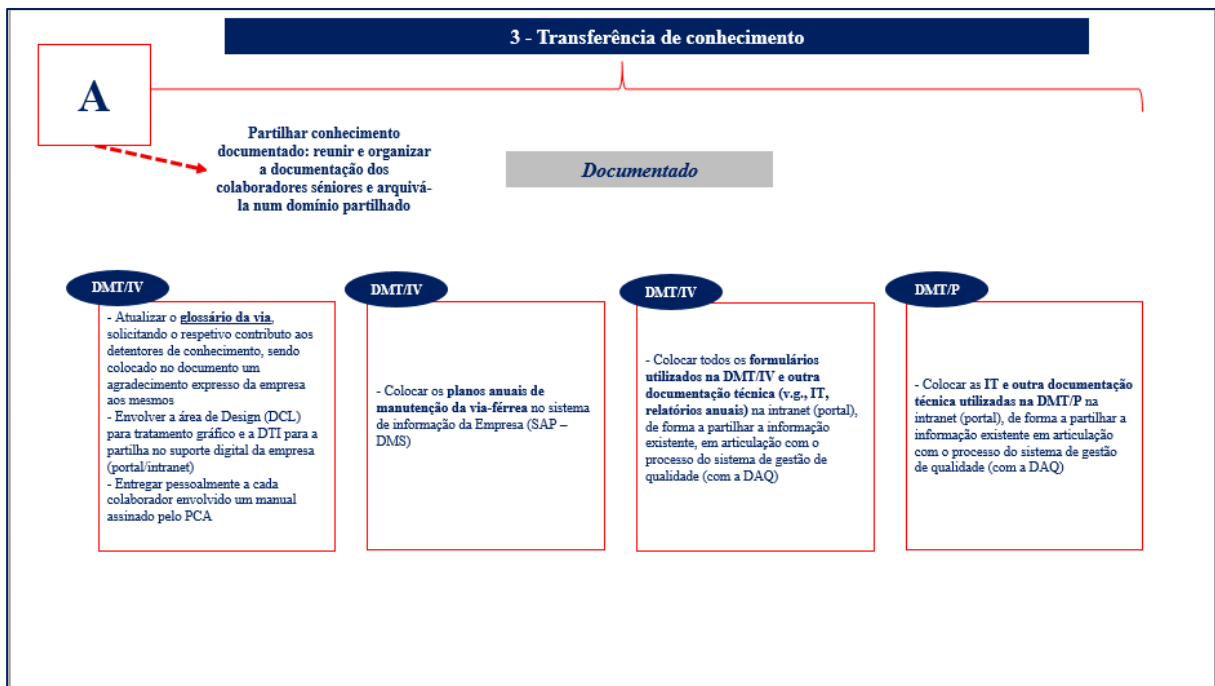 3 - Transferência de conhecimento
A
Partilhar conhecimento
documentado: reunir e organizar
a documentação dos
colaboradores séniores e arquivá-
la num domínio partilhado
Documentado
DMT/IV
- Atualizar o glossário da via,
solicitando o respetivo contributo aos
detentores de conhecimento, sendo
colocado no documento um
agradecimento expresso da empresa
aos mesmos
- Envolver a área de Design (DCL)
para tratamento gráfico e a DTI para a
partilha no suporte digital da empresa
(portal/intranet)
- Entregar pessoalmente a cada
colaborador envolvido um manual
assinado pelo PCA
DMT/IV
- Colocar os planos anuais de
manutenção da via-férrea no sistema
de informação da Empresa (SAP –
DMS)
DMT/IV
- Colocar todos os formulários
utilizados na DMT/IV e outra
documentação técnica (v.g., IT,
relatórios anuais) na intranet (portal),
de forma a partilhar a informação
existente, em articulação com o
processo do sistema de gestão de
qualidade (com a DAQ)
DMT/P
- Colocar as IT e outra documentação
técnica utilizadas na DMT/P na
intranet (portal), de forma a partilhar a
informação existente em articulação
com o processo do sistema de gestão
de qualidade (com a DAQ)